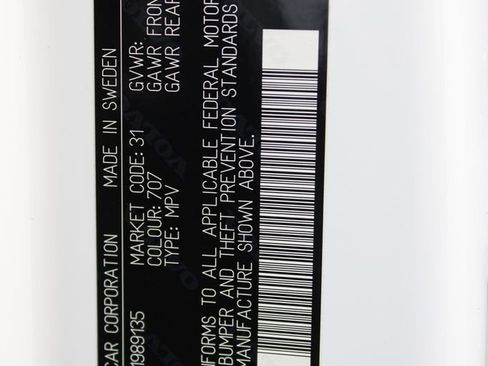 CAR CORPORATION MADE IN SWEDEN
1989135
MARKET CODE: 31
COLOUR: 707
TYPE: MPV
GVWR:
GAWR FRON
GAWR REAR
NFORMS TO ALL APPLICABLE FEDERAL MOTOR
BUMPER AND THEFT PREVENTION STANDARDS
MANUFACTURE SHOWN ABOVE.